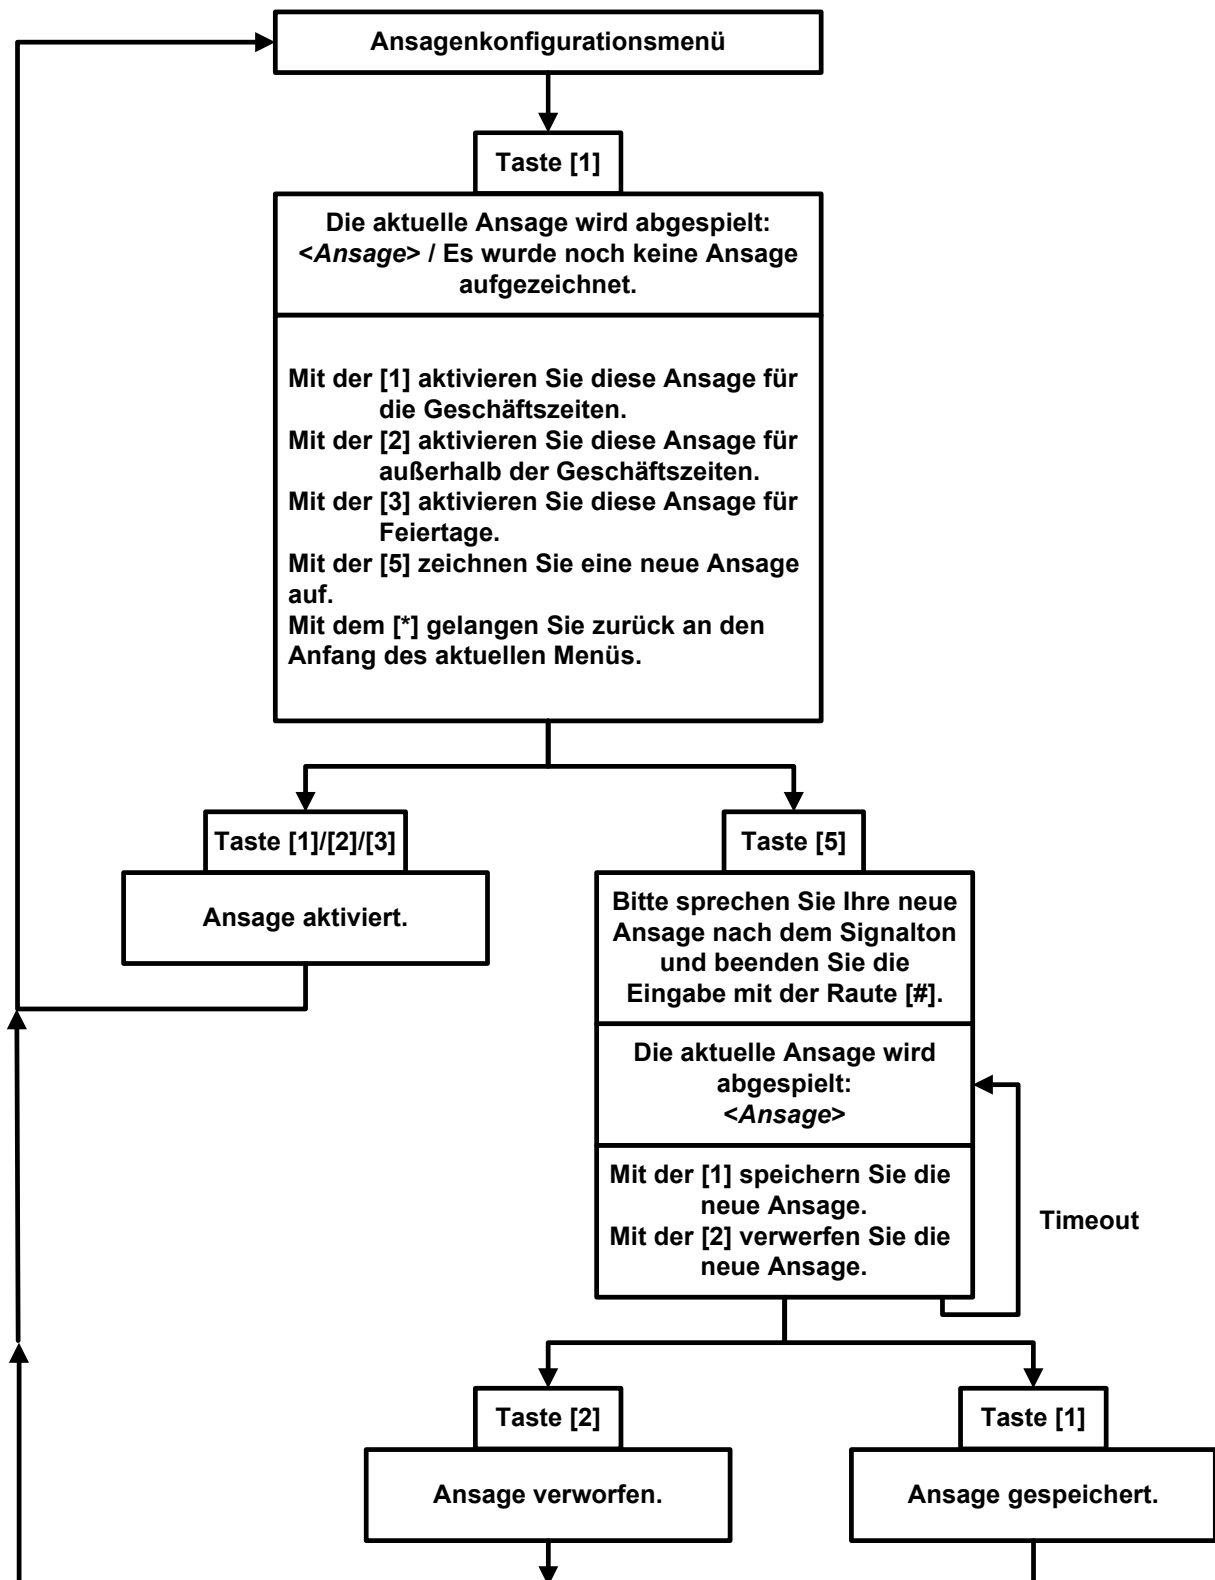 Ansagenkonfigurationsmenü
Taste [1]
Die aktuelle Ansage wird abgespielt:
<Ansage> / Es wurde noch keine Ansage
aufgezeichnet.
Mit der [1] aktivieren Sie diese Ansage für
die Geschäftszeiten.
Mit der [2] aktivieren Sie diese Ansage für
außerhalb der Geschäftszeiten.
Mit der [3] aktivieren Sie diese Ansage für
Feiertage.
Mit der [5] zeichnen Sie eine neue Ansage
auf.
Mit dem [*] gelangen Sie zurück an den
Anfang des aktuellen Menüs.
Taste [1]/[2]/[3]
Ansage aktiviert.
Taste [5]
Bitte sprechen Sie Ihre neue
Ansage nach dem Signalton
und beenden Sie die
Eingabe mit der Raute [#].
Die aktuelle Ansage wird
abgespielt:
<Ansage>
Mit der [1] speichern Sie die
neue Ansage.
Mit der [2] verwerfen Sie die
neue Ansage.
Timeout
Taste [2]
Ansage verworfen.
Taste [1]
Ansage gespeichert.